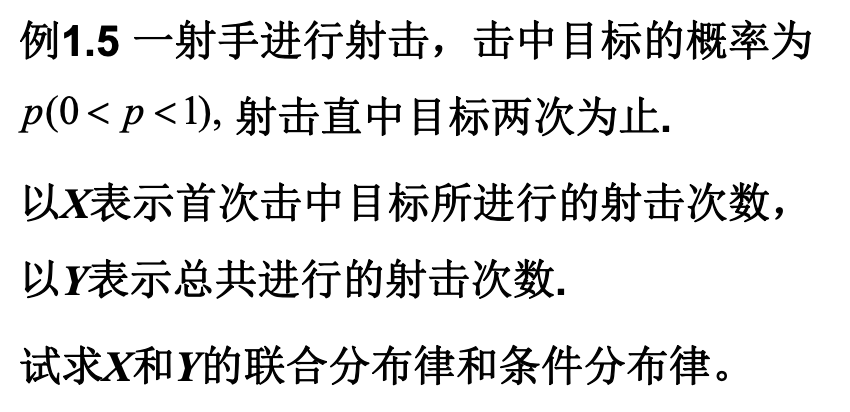 例1.5 一射手进行射击，击中目标的概率为
p(0 < p < 1), 射击直中目标两次为止.
以X表示首次击中目标所进行的射击次数，
以Y表示总共进行的射击次数.
试求X和Y的联合分布律和条件分布律。